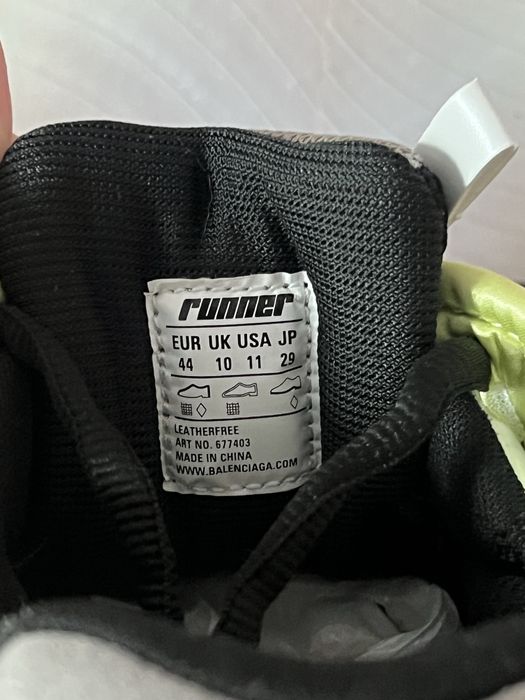 runner
EUR UK USA JP
44 10 11 29
LEATHERFREE
ART NO. 677403
MADE IN CHINA
WWW.BALENCIAGA.COM